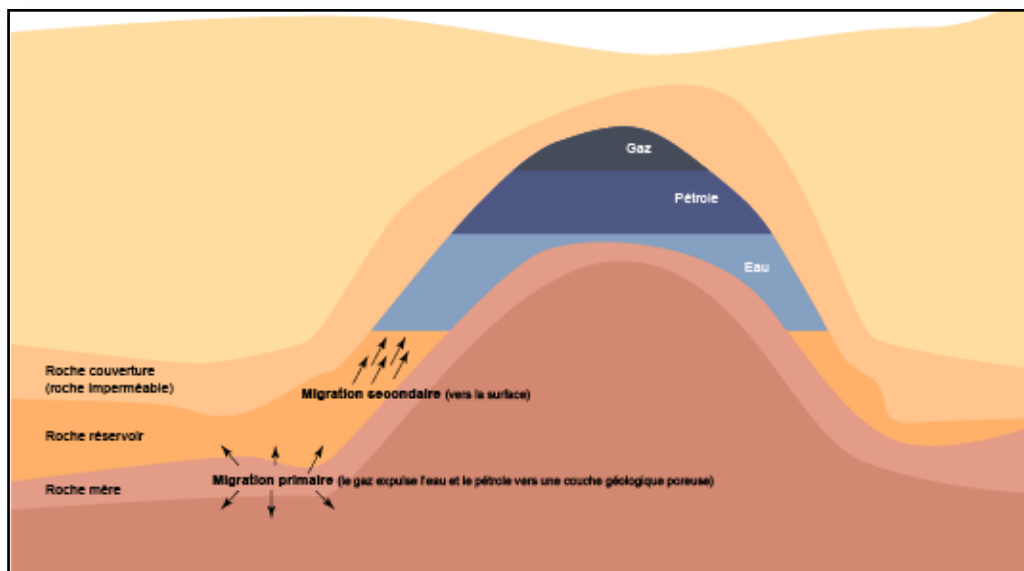 Gaz
Pétrole
Eau
Roche couverture
(roche imperméable)
Migration secondaire (vers la surface)
Roche réservoir
Migration primaire (le gaz expulse l'eau et le pétrole vers une couche géologique poreuse)
Roche mère